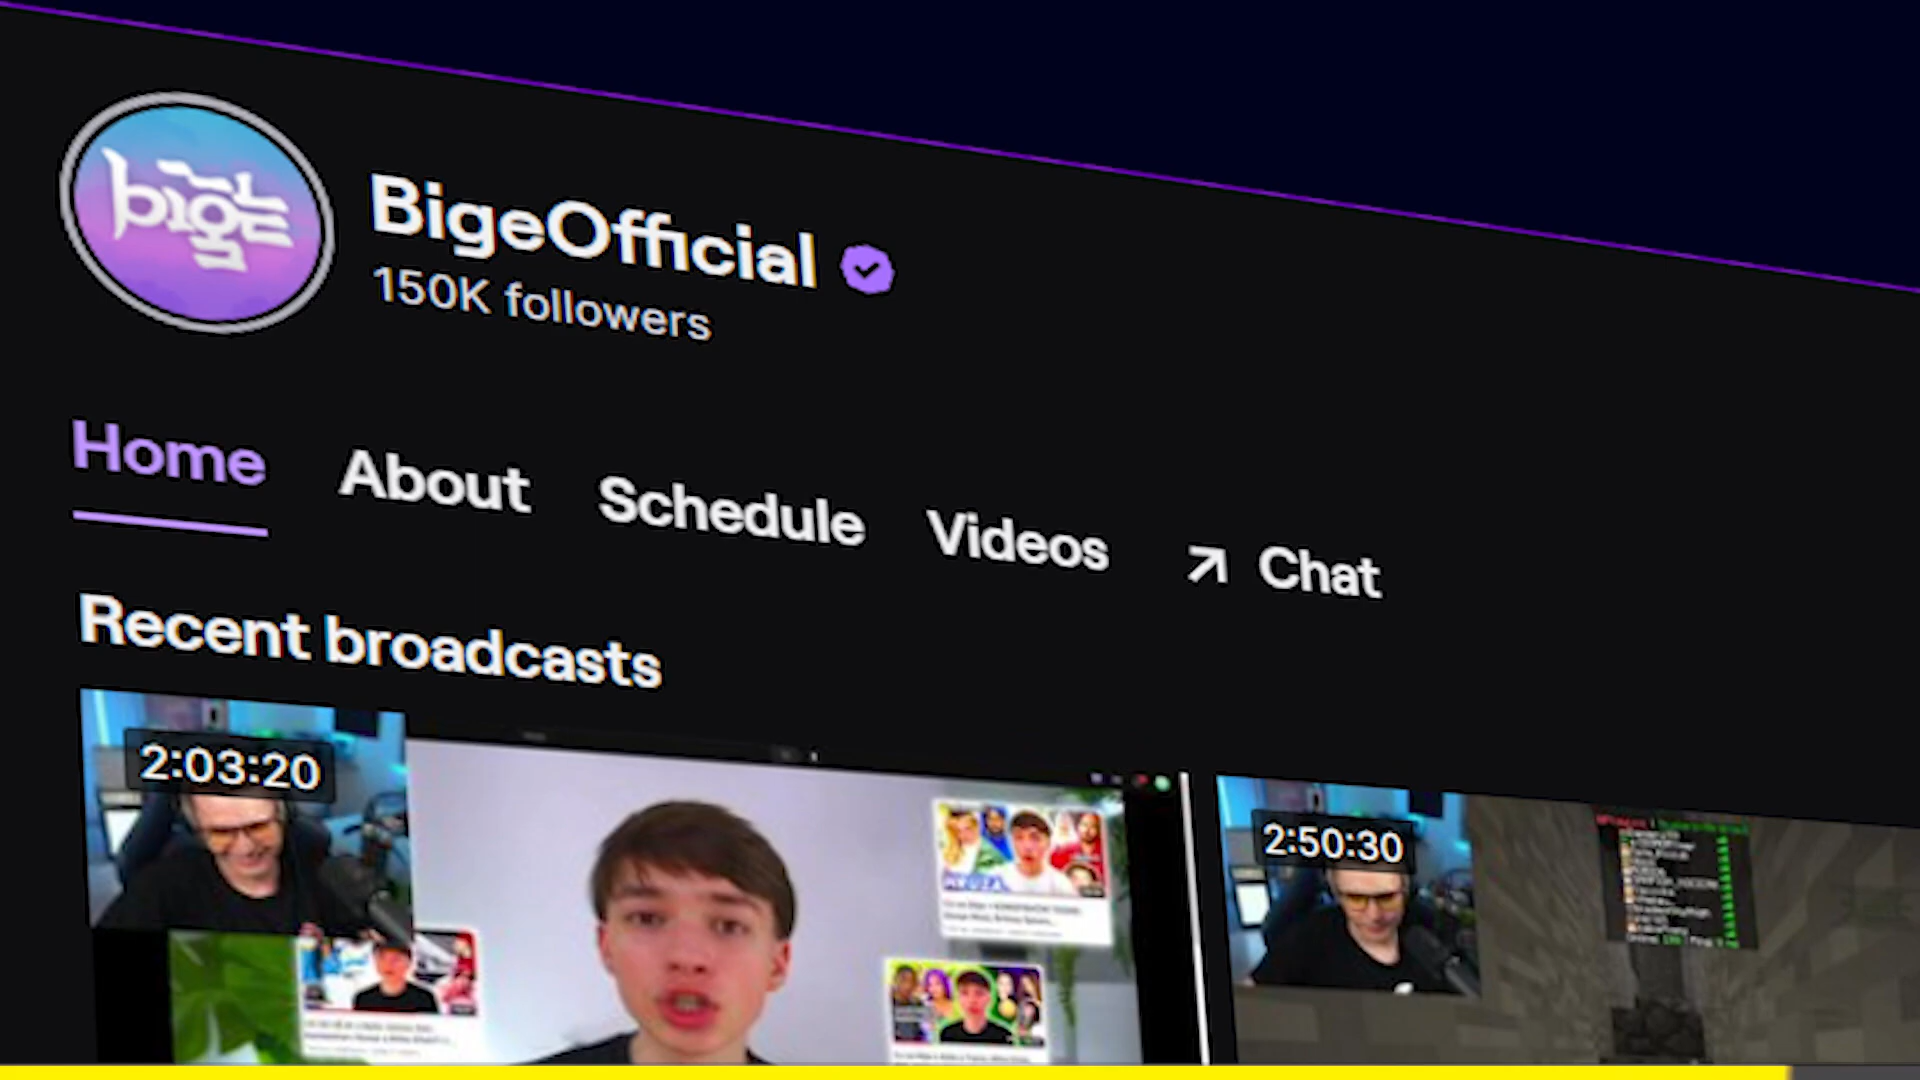 bige
BigeOfficial
150K followers
Home About Schedule Videos Chat
Recent broadcasts
2:03:20
2:50:30